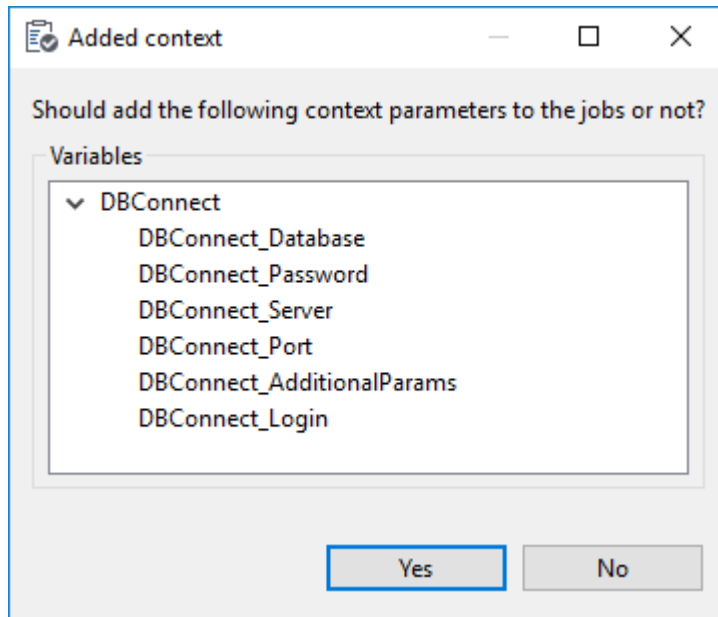 Added context
Should add the following context parameters to the jobs or not?
Variables
DBConnect
DBConnect_Database
DBConnect_Password
DBConnect_Server
DBConnect_Port
DBConnect_AdditionalParams
DBConnect_Login
Yes No